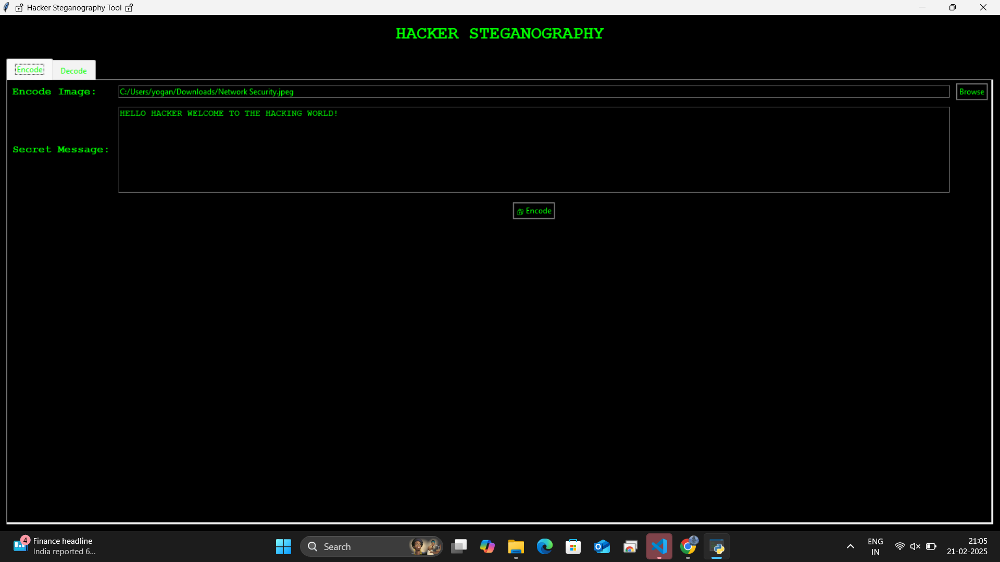 Hacker Steganography Tool
HACKER STEGANOGRAPHY
Encode
Decode
Encode Image:
C:/Users/yogan/Downloads/Network Security.jpeg
Browse
HELLO HACKER WELCOME TO THE HACKING WORLD!
Secret Message:
Encode
4
Finance headline
India reported 6...
Search
ENG
IN
21:05
21-02-2025